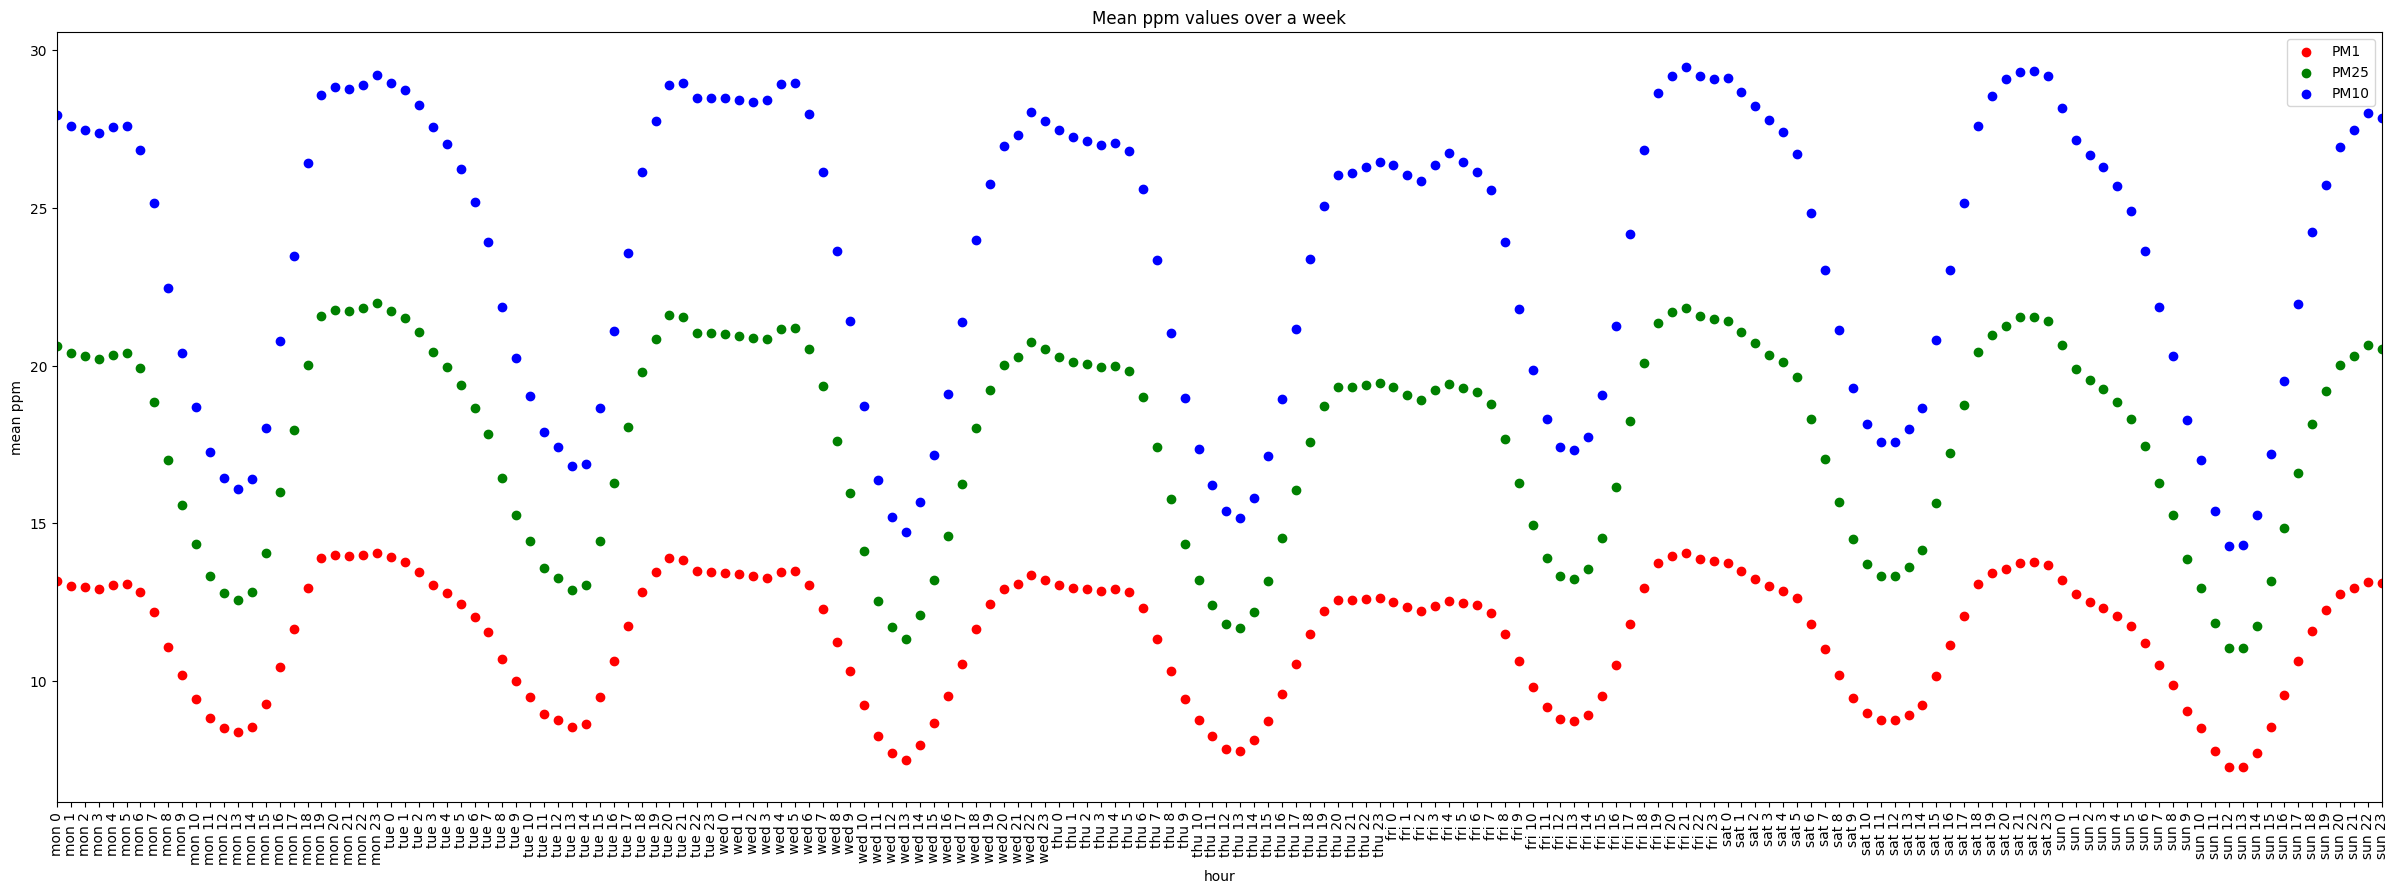 Mean ppm values over a week
PM1
PM25
PM10
30
25
20
15
10
mean ppm
mon 0
mon 1
mon 2
mon 3
mon 4
mon 5
mon 6
mon 7
mon 8
mon 9
mon 10
mon 11
mon 12
mon 13
mon 14
mon 15
mon 16
mon 17
mon 18
mon 19
mon 20
mon 21
mon 22
mon 23
tue 0
tue 1
tue 2
tue 3
tue 4
tue 5
tue 6
tue 7
tue 8
tue 9
tue 10
tue 11
tue 12
tue 13
tue 14
tue 15
tue 16
tue 17
tue 18
tue 19
tue 20
tue 21
tue 22
tue 23
wed 0
wed 1
wed 2
wed 3
wed 4
wed 5
wed 6
wed 7
wed 8
wed 9
wed 10
wed 11
wed 12
wed 13
wed 14
wed 15
wed 16
wed 17
wed 18
wed 19
wed 20
wed 21
wed 22
wed 23
thu 0
thu 1
thu 2
thu 3
thu 4
thu 5
thu 6
thu 7
thu 8
thu 9
thu 10
thu 11
thu 12
thu 13
thu 14
thu 15
thu 16
thu 17
thu 18
thu 19
thu 20
thu 21
thu 22
thu 23
fri 0
fri 1
fri 2
fri 3
fri 4
fri 5
fri 6
fri 7
fri 8
fri 9
fri 10
fri 11
fri 12
fri 13
fri 14
fri 15
fri 16
fri 17
fri 18
fri 19
fri 20
fri 21
fri 22
fri 23
sat 0
sat 1
sat 2
sat 3
sat 4
sat 5
sat 6
sat 7
sat 8
sat 9
sat 10
sat 11
sat 12
sat 13
sat 14
sat 15
sat 16
sat 17
sat 18
sat 19
sat 20
sat 21
sat 22
sat 23
sun 0
sun 1
sun 2
sun 3
sun 4
sun 5
sun 6
sun 7
sun 8
sun 9
sun 10
sun 11
sun 12
sun 13
sun 14
sun 15
sun 16
sun 17
sun 18
sun 19
sun 20
sun 21
sun 22
sun 23
hour